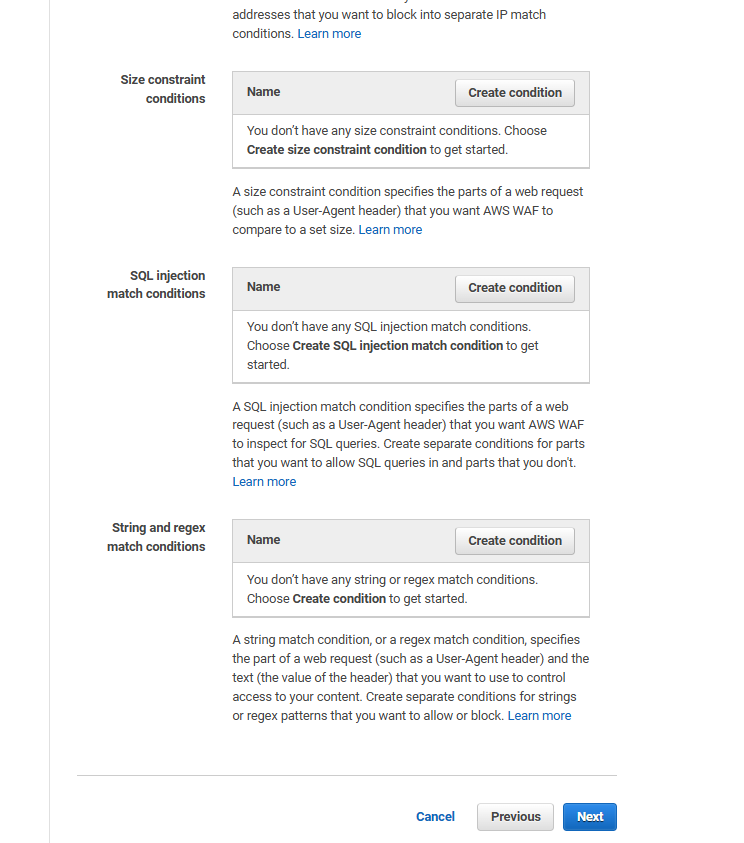 addresses that you want to block into separate IP match
conditions. Learn more
Size constraint
conditions
Name
Create condition
You don’t have any size constraint conditions. Choose
Create size constraint condition to get started.
A size constraint condition specifies the parts of a web request
(such as a User-Agent header) that you want AWS WAF to
compare to a set size. Learn more
SQL injection
match conditions
Name
Create condition
You don’t have any SQL injection match conditions.
Choose Create SQL injection match condition to get
started.
A SQL injection match condition specifies the parts of a web
request (such as a User-Agent header) that you want AWS WAF
to inspect for SQL queries. Create separate conditions for parts
that you want to allow SQL queries in and parts that you don't.
Learn more
String and regex
match conditions
Name
Create condition
You don’t have any string or regex match conditions.
Choose Create condition to get started.
A string match condition, or a regex match condition, specifies
the part of a web request (such as a User-Agent header) and the
text (the value of the header) that you want to use to control
access to your content. Create separate conditions for strings
or regex patterns that you want to allow or block. Learn more
Cancel
Previous
Next